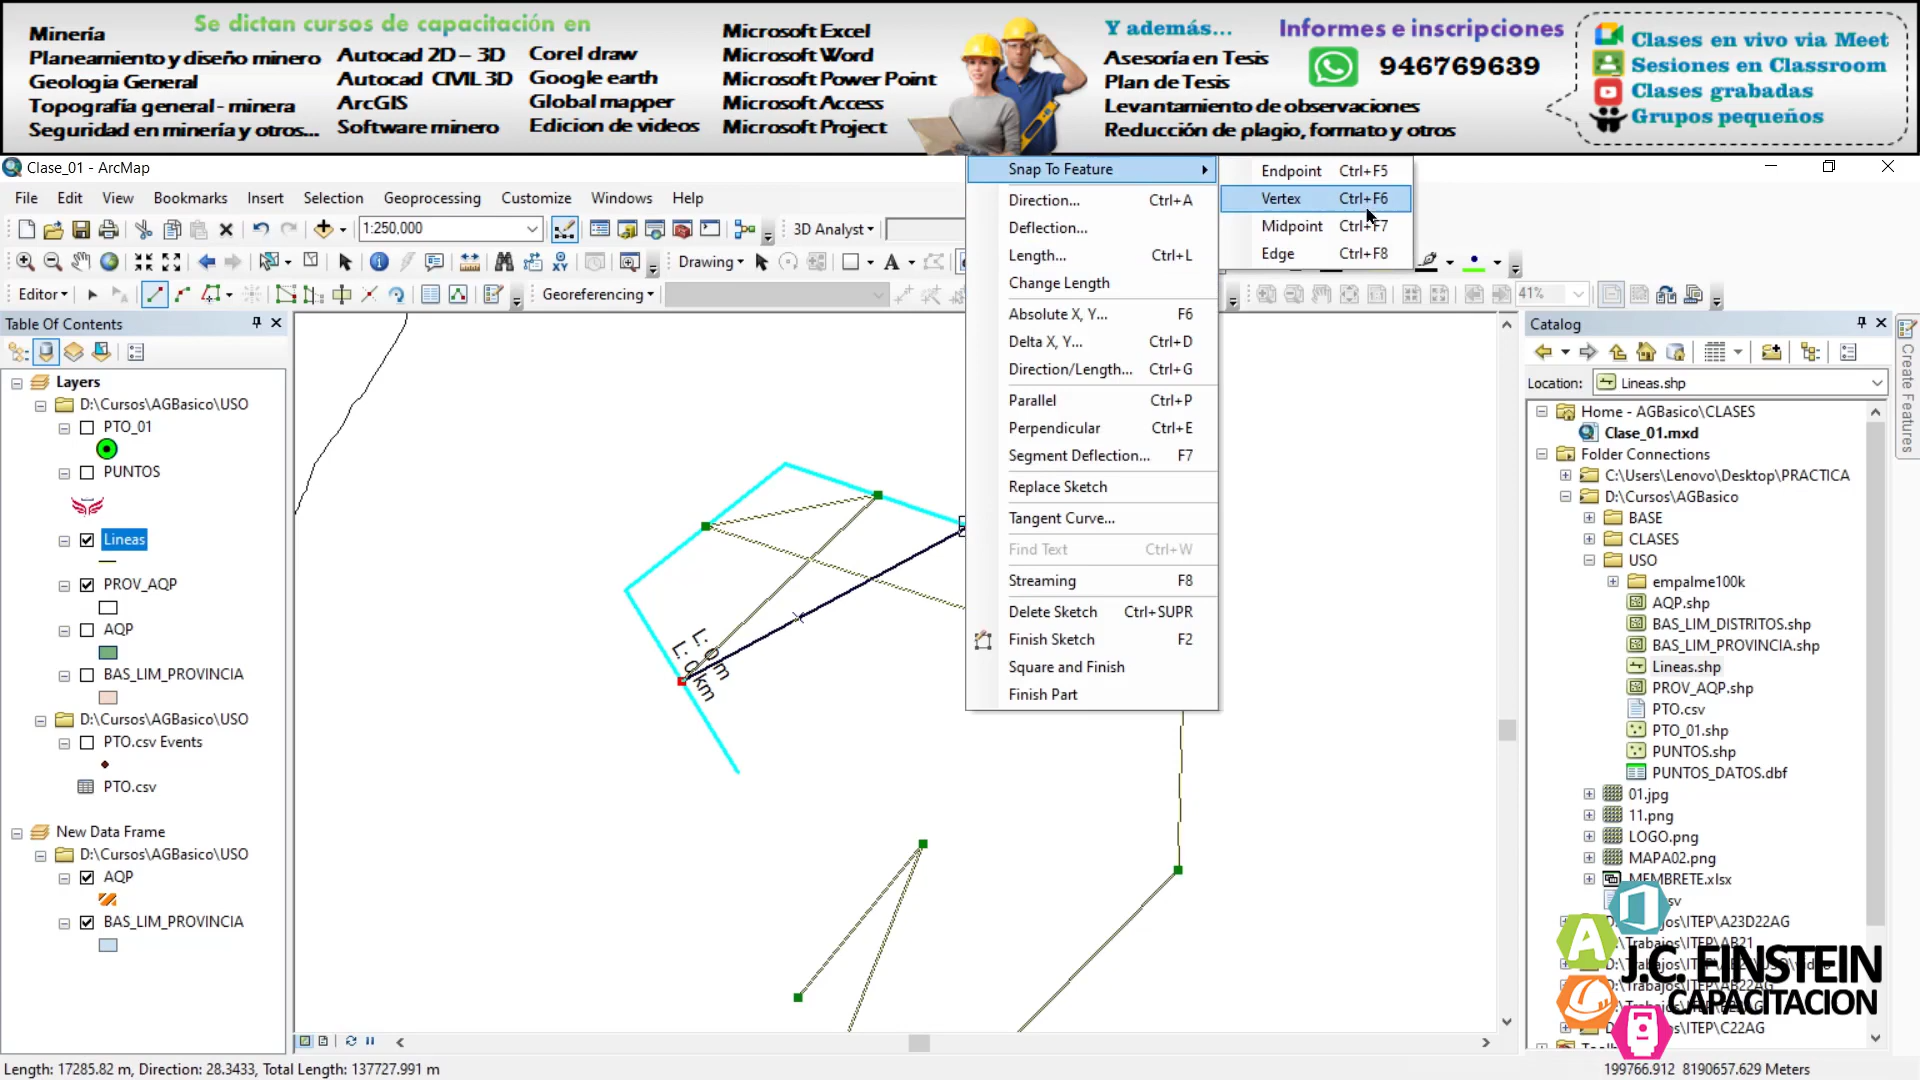 Se dictan cursos de capacitación en
Minería
Planeamiento y diseño minero
Geologia General
Topografía general - minera
Seguridad en minería y otros...
Autocad 2D – 3D
Autocad CIVIL 3D
ArcGIS
Software minero
Corel draw
Google earth
Global mapper
Edicion de videos
Microsoft Excel
Microsoft Word
Microsoft Power Point
Microsoft Access
Microsoft Project
Y además...
Asesoría en Tesis
Plan de Tesis
Levantamiento de observaciones
Reducción de plagio, formato y otros
Informes e inscripciones
946769639
Clases en vivo via Meet
Sesiones en Classroom
Clases grabadas
Grupos pequeños
Clase_01 - ArcMap
File Edit View Bookmarks Insert Selection Geoprocessing Customize Windows Help
1:250,000
3D Analyst
Drawing
Editor
Georeferencing
41%
Snap To Feature
Direction... Ctrl+A
Deflection...
Length... Ctrl+L
Change Length
Absolute X, Y... F6
Delta X, Y... Ctrl+D
Direction/Length... Ctrl+G
Parallel Ctrl+P
Perpendicular Ctrl+E
Segment Deflection... F7
Replace Sketch
Tangent Curve...
Find Text Ctrl+W
Streaming F8
Delete Sketch Ctrl+SUPR
Finish Sketch F2
Square and Finish
Finish Part
Endpoint Ctrl+F5
Vertex Ctrl+F6
Midpoint Ctrl+F7
Edge Ctrl+F8
Table Of Contents
Layers
D:\Cursos\AGBasico\USO
PTO_01
PUNTOS
Lineas
PROV_AQP
AQP
BAS_LIM_PROVINCIA
D:\Cursos\AGBasico\USO
PTO.csv Events
PTO.csv
New Data Frame
D:\Cursos\AGBasico\USO
AQP
BAS_LIM_PROVINCIA
L: 0 m
L: 0 km
Catalog
Location: Lineas.shp
Home - AGBasico\CLASES
Clase_01.mxd
Folder Connections
C:\Users\Lenovo\Desktop\PRACTICA
D:\Cursos\AGBasico
BASE
CLASES
USO
empalme100k
AQP.shp
BAS_LIM_DISTRITOS.shp
BAS_LIM_PROVINCIA.shp
Lineas.shp
PROV_AQP.shp
PTO.csv
PTO_01.shp
PUNTOS.shp
PUNTOS_DATOS.dbf
01.jpg
11.png
LOGO.png
MAPA02.png
MEMBRETE.xlsx
Create Features
J.C. EINSTEIN
CAPACITACION
Length: 17285.82 m, Direction: 28.3433, Total Length: 137727.991 m
199766.912 8190657.629 Meters